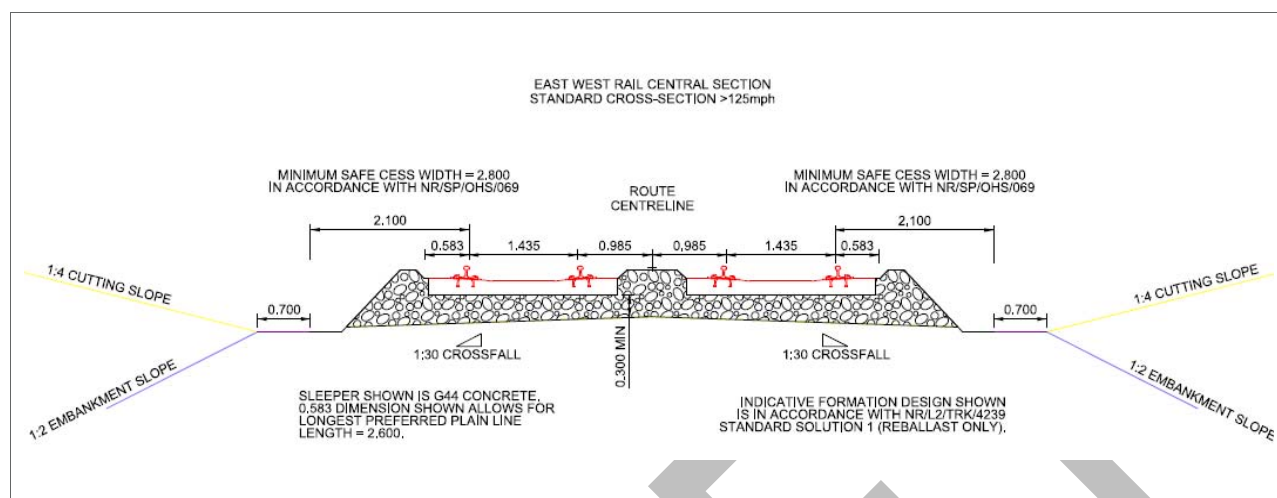 EAST WEST RAIL CENTRAL SECTION
STANDARD CROSS-SECTION >125mph
MINIMUM SAFE CESS WIDTH = 2.800
IN ACCORDANCE WITH NR/SP/OHS/069
MINIMUM SAFE CESS WIDTH = 2.800
IN ACCORDANCE WITH NR/SP/OHS/069
ROUTE
CENTRELINE
2.100
2.100
0.583
1.435
0.985
0.985
1.435
0.583
1:4 CUTTING SLOPE
1:4 CUTTING SLOPE
0.700
0.700
1:30 CROSSFALL
1:30 CROSSFALL
0.300 MIN
1:2 EMBANKMENT SLOPE
1:2 EMBANKMENT SLOPE
SLEEPER SHOWN IS G44 CONCRETE.
0.583 DIMENSION SHOWN ALLOWS FOR
LONGEST PREFERRED PLAIN LINE
LENGTH = 2.600.
INDICATIVE FORMATION DESIGN SHOWN
IS IN ACCORDANCE WITH NR/L2/TRK/4239
STANDARD SOLUTION 1 (REBALLAST ONLY).